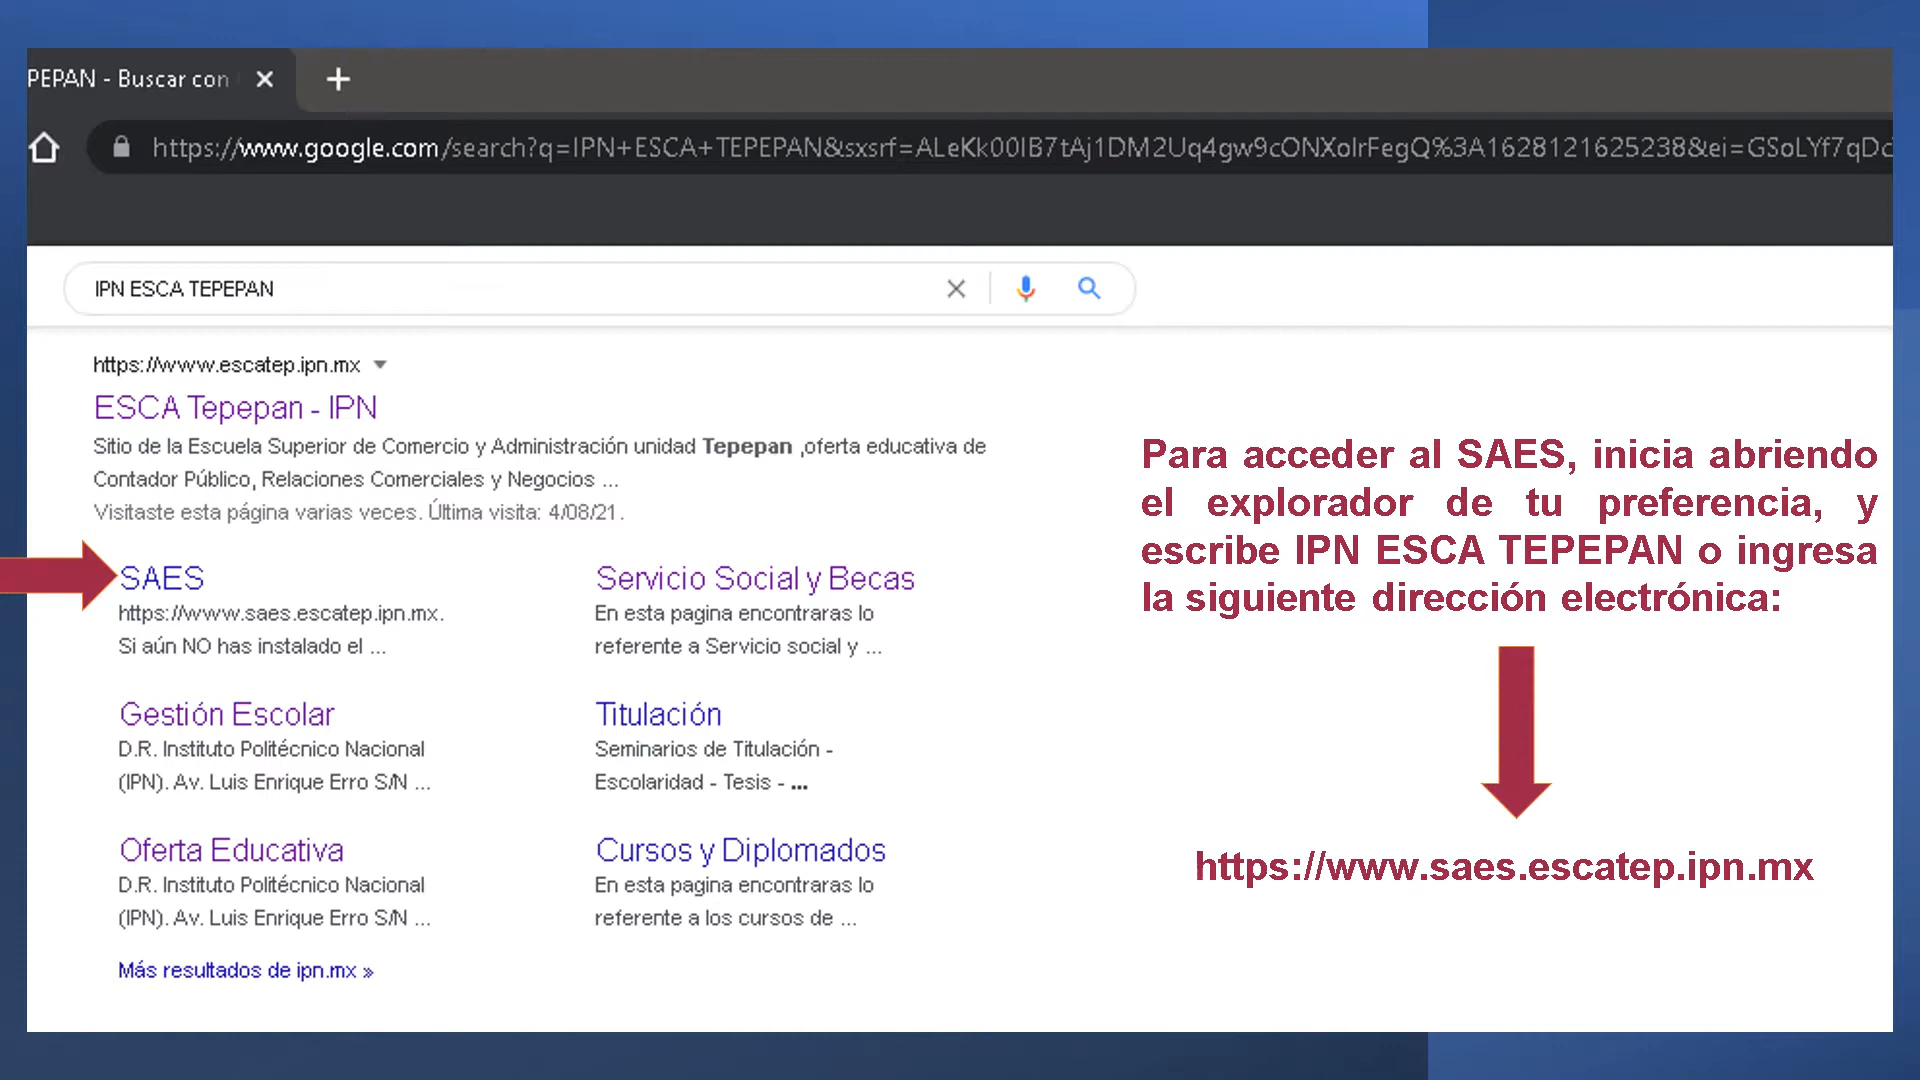 PEPAN - Buscar con
https://www.google.com/search?q=IPN+ESCA+TEPEPAN&sxsrf=ALeKk00IB7tAj1DM2Uq4gw9cONXoIrFegQ%3A1628121625238&ei=GSoLYf7qDc
IPN ESCA TEPEPAN
https://www.escatep.ipn.mx
ESCA Tepepan - IPN
Sitio de la Escuela Superior de Comercio y Administración unidad Tepepan ,oferta educativa de
Contador Público, Relaciones Comerciales y Negocios ...
Visitaste esta página varias veces. Última visita: 4/08/21.
SAES
https://www.saes.escatep.ipn.mx.
Si aún NO has instalado el ...
Servicio Social y Becas
En esta pagina encontraras lo
referente a Servicio social y ...
Gestión Escolar
D.R. Instituto Politécnico Nacional
(IPN). Av. Luis Enrique Erro S/N ...
Titulación
Seminarios de Titulación -
Escolaridad - Tesis - ...
Oferta Educativa
D.R. Instituto Politécnico Nacional
(IPN). Av. Luis Enrique Erro S/N ...
Cursos y Diplomados
En esta pagina encontraras lo
referente a los cursos de ...
Más resultados de ipn.mx »
Para acceder al SAES, inicia abriendo
el explorador de tu preferencia, y
escribe IPN ESCA TEPEPAN o ingresa
la siguiente dirección electrónica:
https://www.saes.escatep.ipn.mx